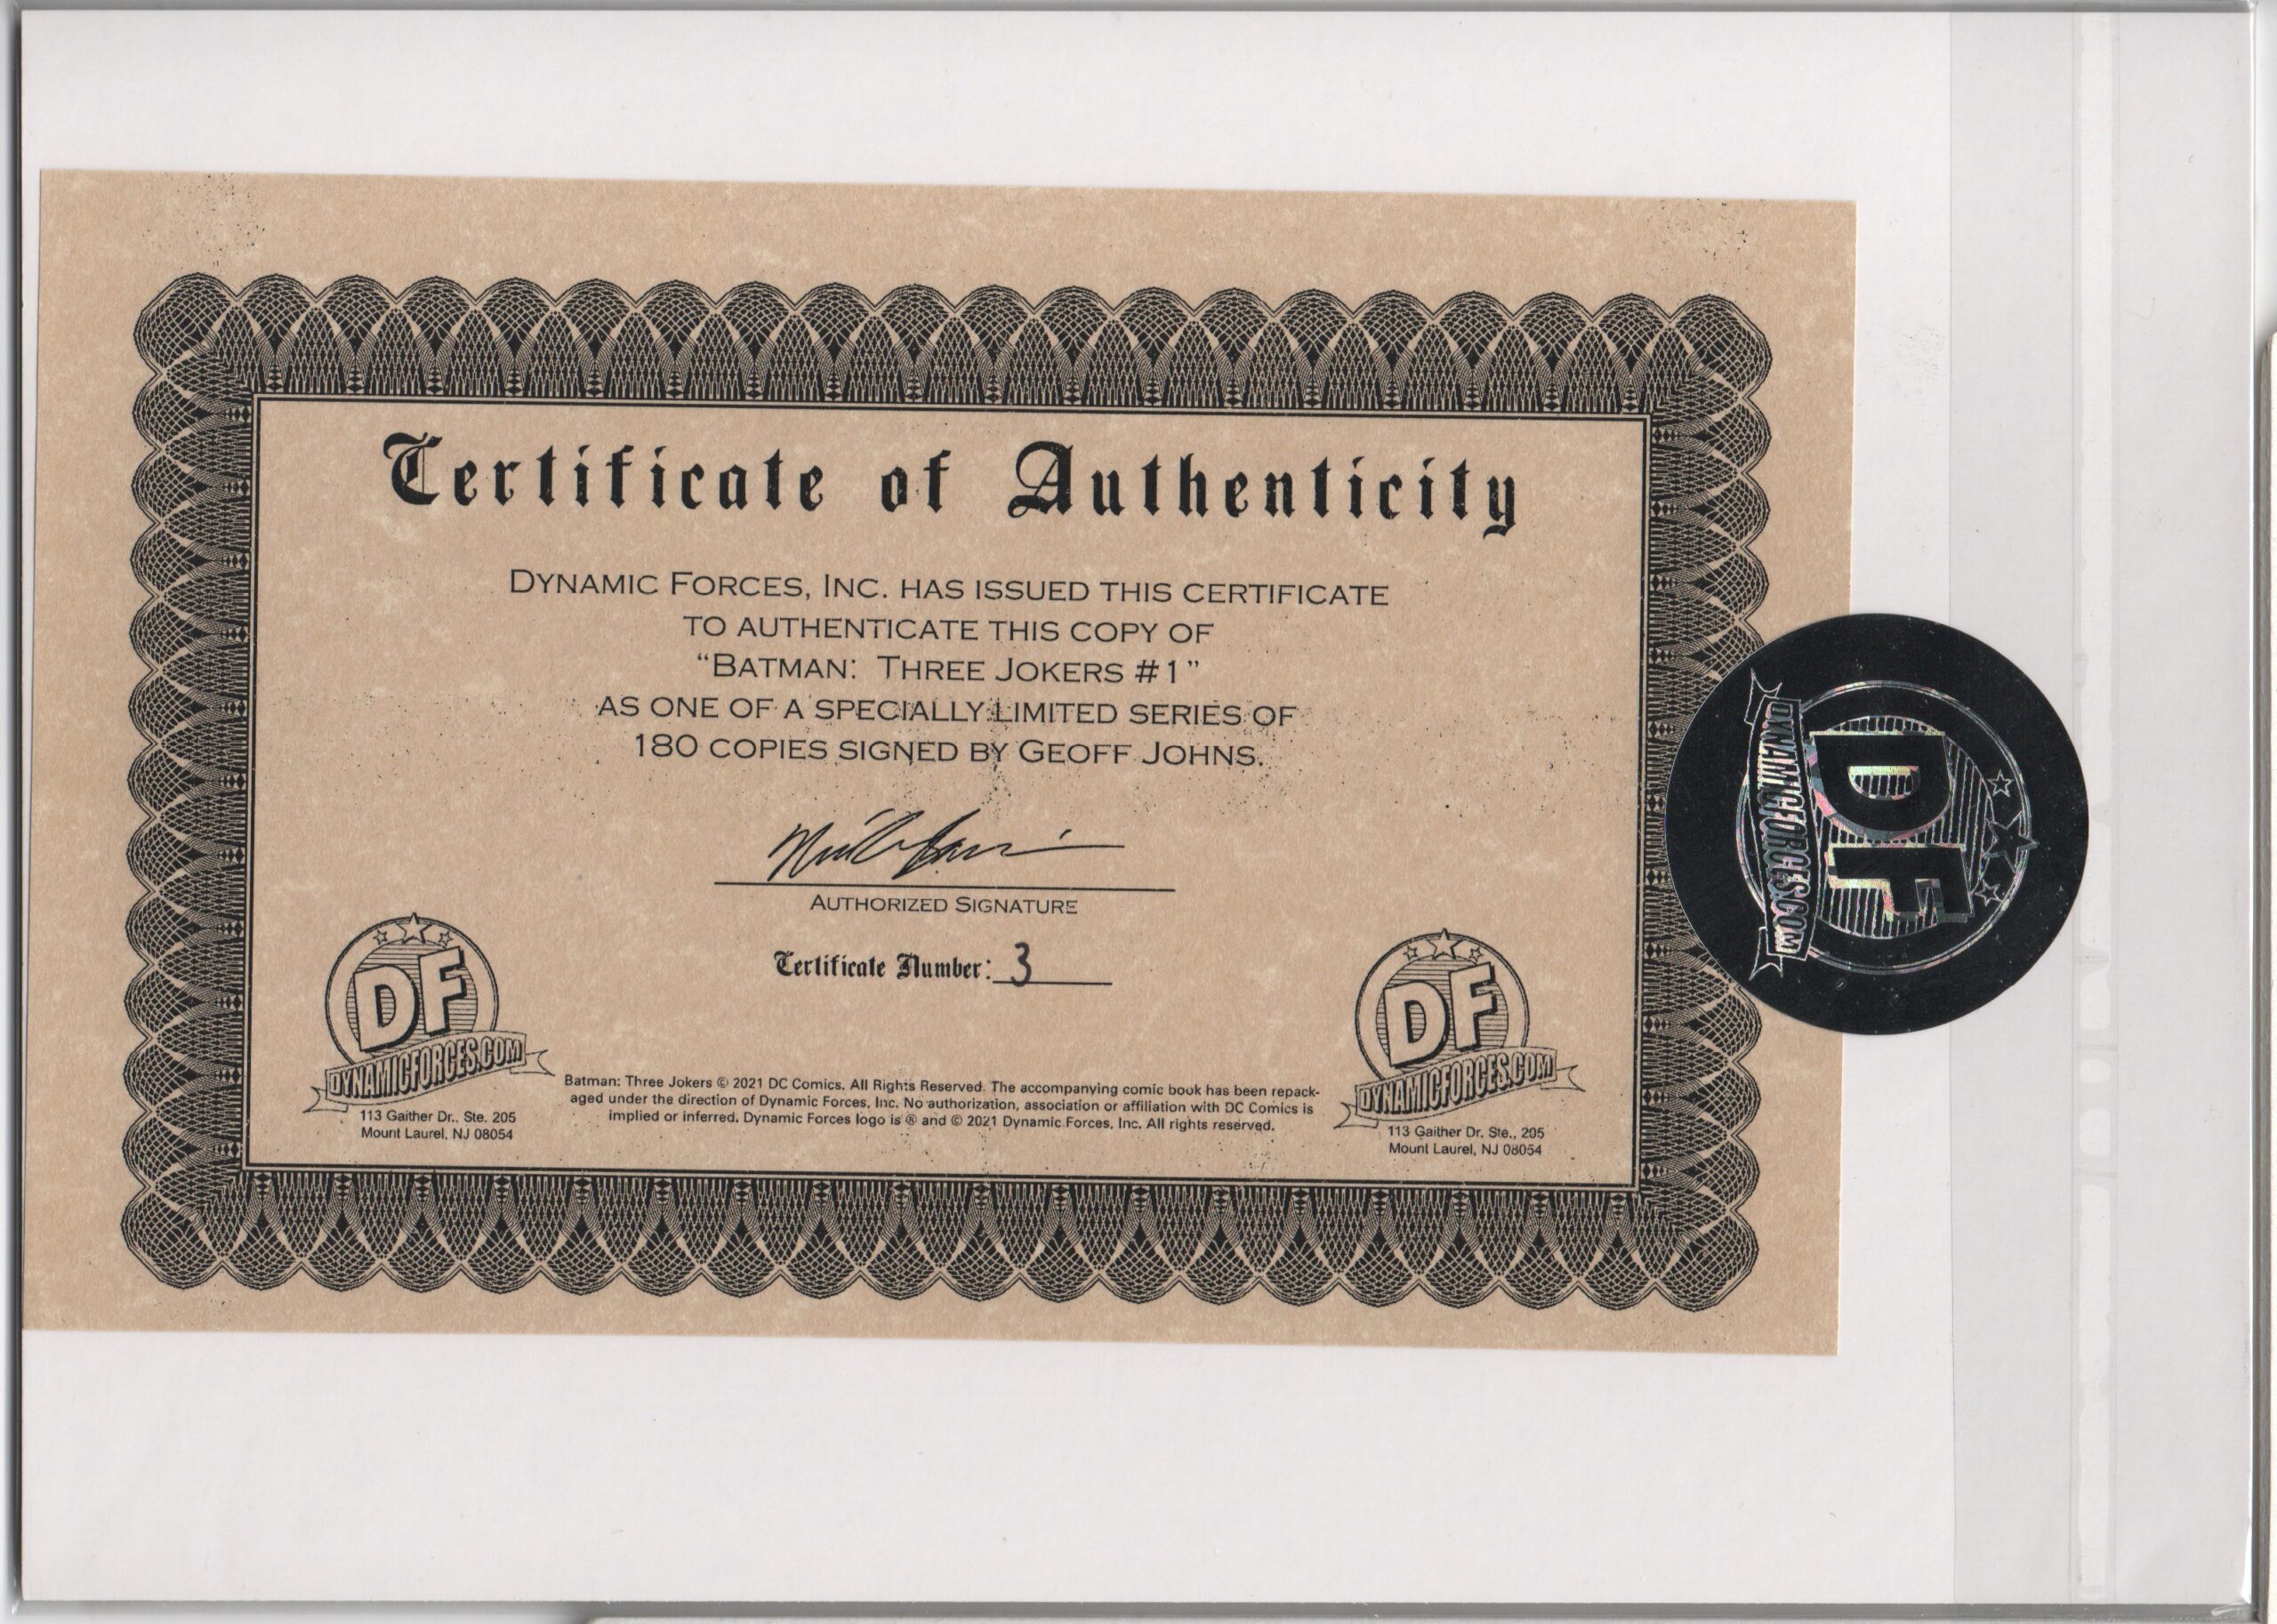 Certificate of Authenticity
DYNAMIC FORCES, INC. HAS ISSUED THIS CERTIFICATE
TO AUTHENTICATE THIS COPY OF
“BATMAN: THREE JOKERS #1”
AS ONE OF A SPECIALLY LIMITED SERIES OF
180 COPIES SIGNED BY GEOFF JOHNS.
AUTHORIZED SIGNATURE
Certificate Number: 3
DF
DYNAMICFORCES.COM
113 Gaither Dr., Ste. 205
Mount Laurel, NJ 08054
Batman: Three Jokers © 2021 DC Comics. All Rights Reserved. The accompanying comic book has been repack-
aged under the direction of Dynamic Forces, Inc. No authorization, association or affiliation with DC Comics is
implied or inferred. Dynamic Forces logo is ® and © 2021 Dynamic Forces, Inc. All rights reserved.
DF
DYNAMICFORCES.COM
113 Gaither Dr. Ste., 205
Mount Laurel, NJ 08054
DF
DYNAMICFORCES.COM